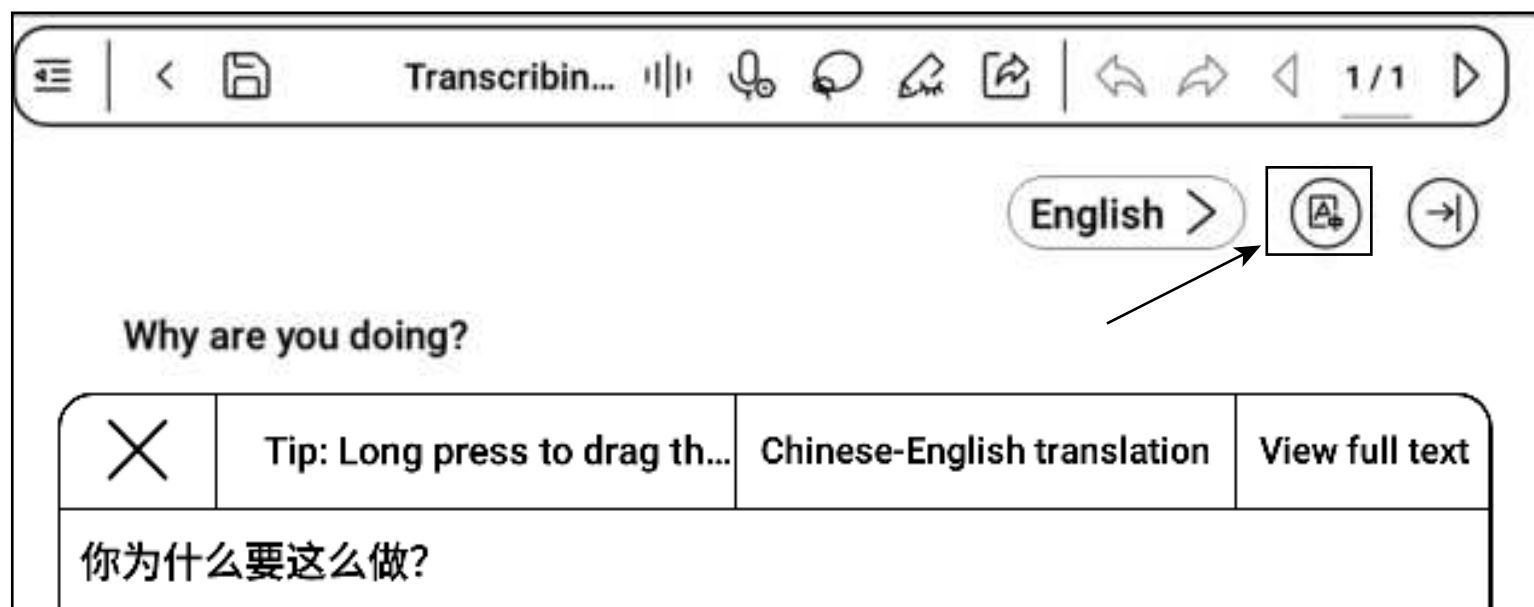 Transcribin... 1 / 1
English
Why are you doing?
Tip: Long press to drag th... Chinese-English translation View full text
你为什么要这么做?